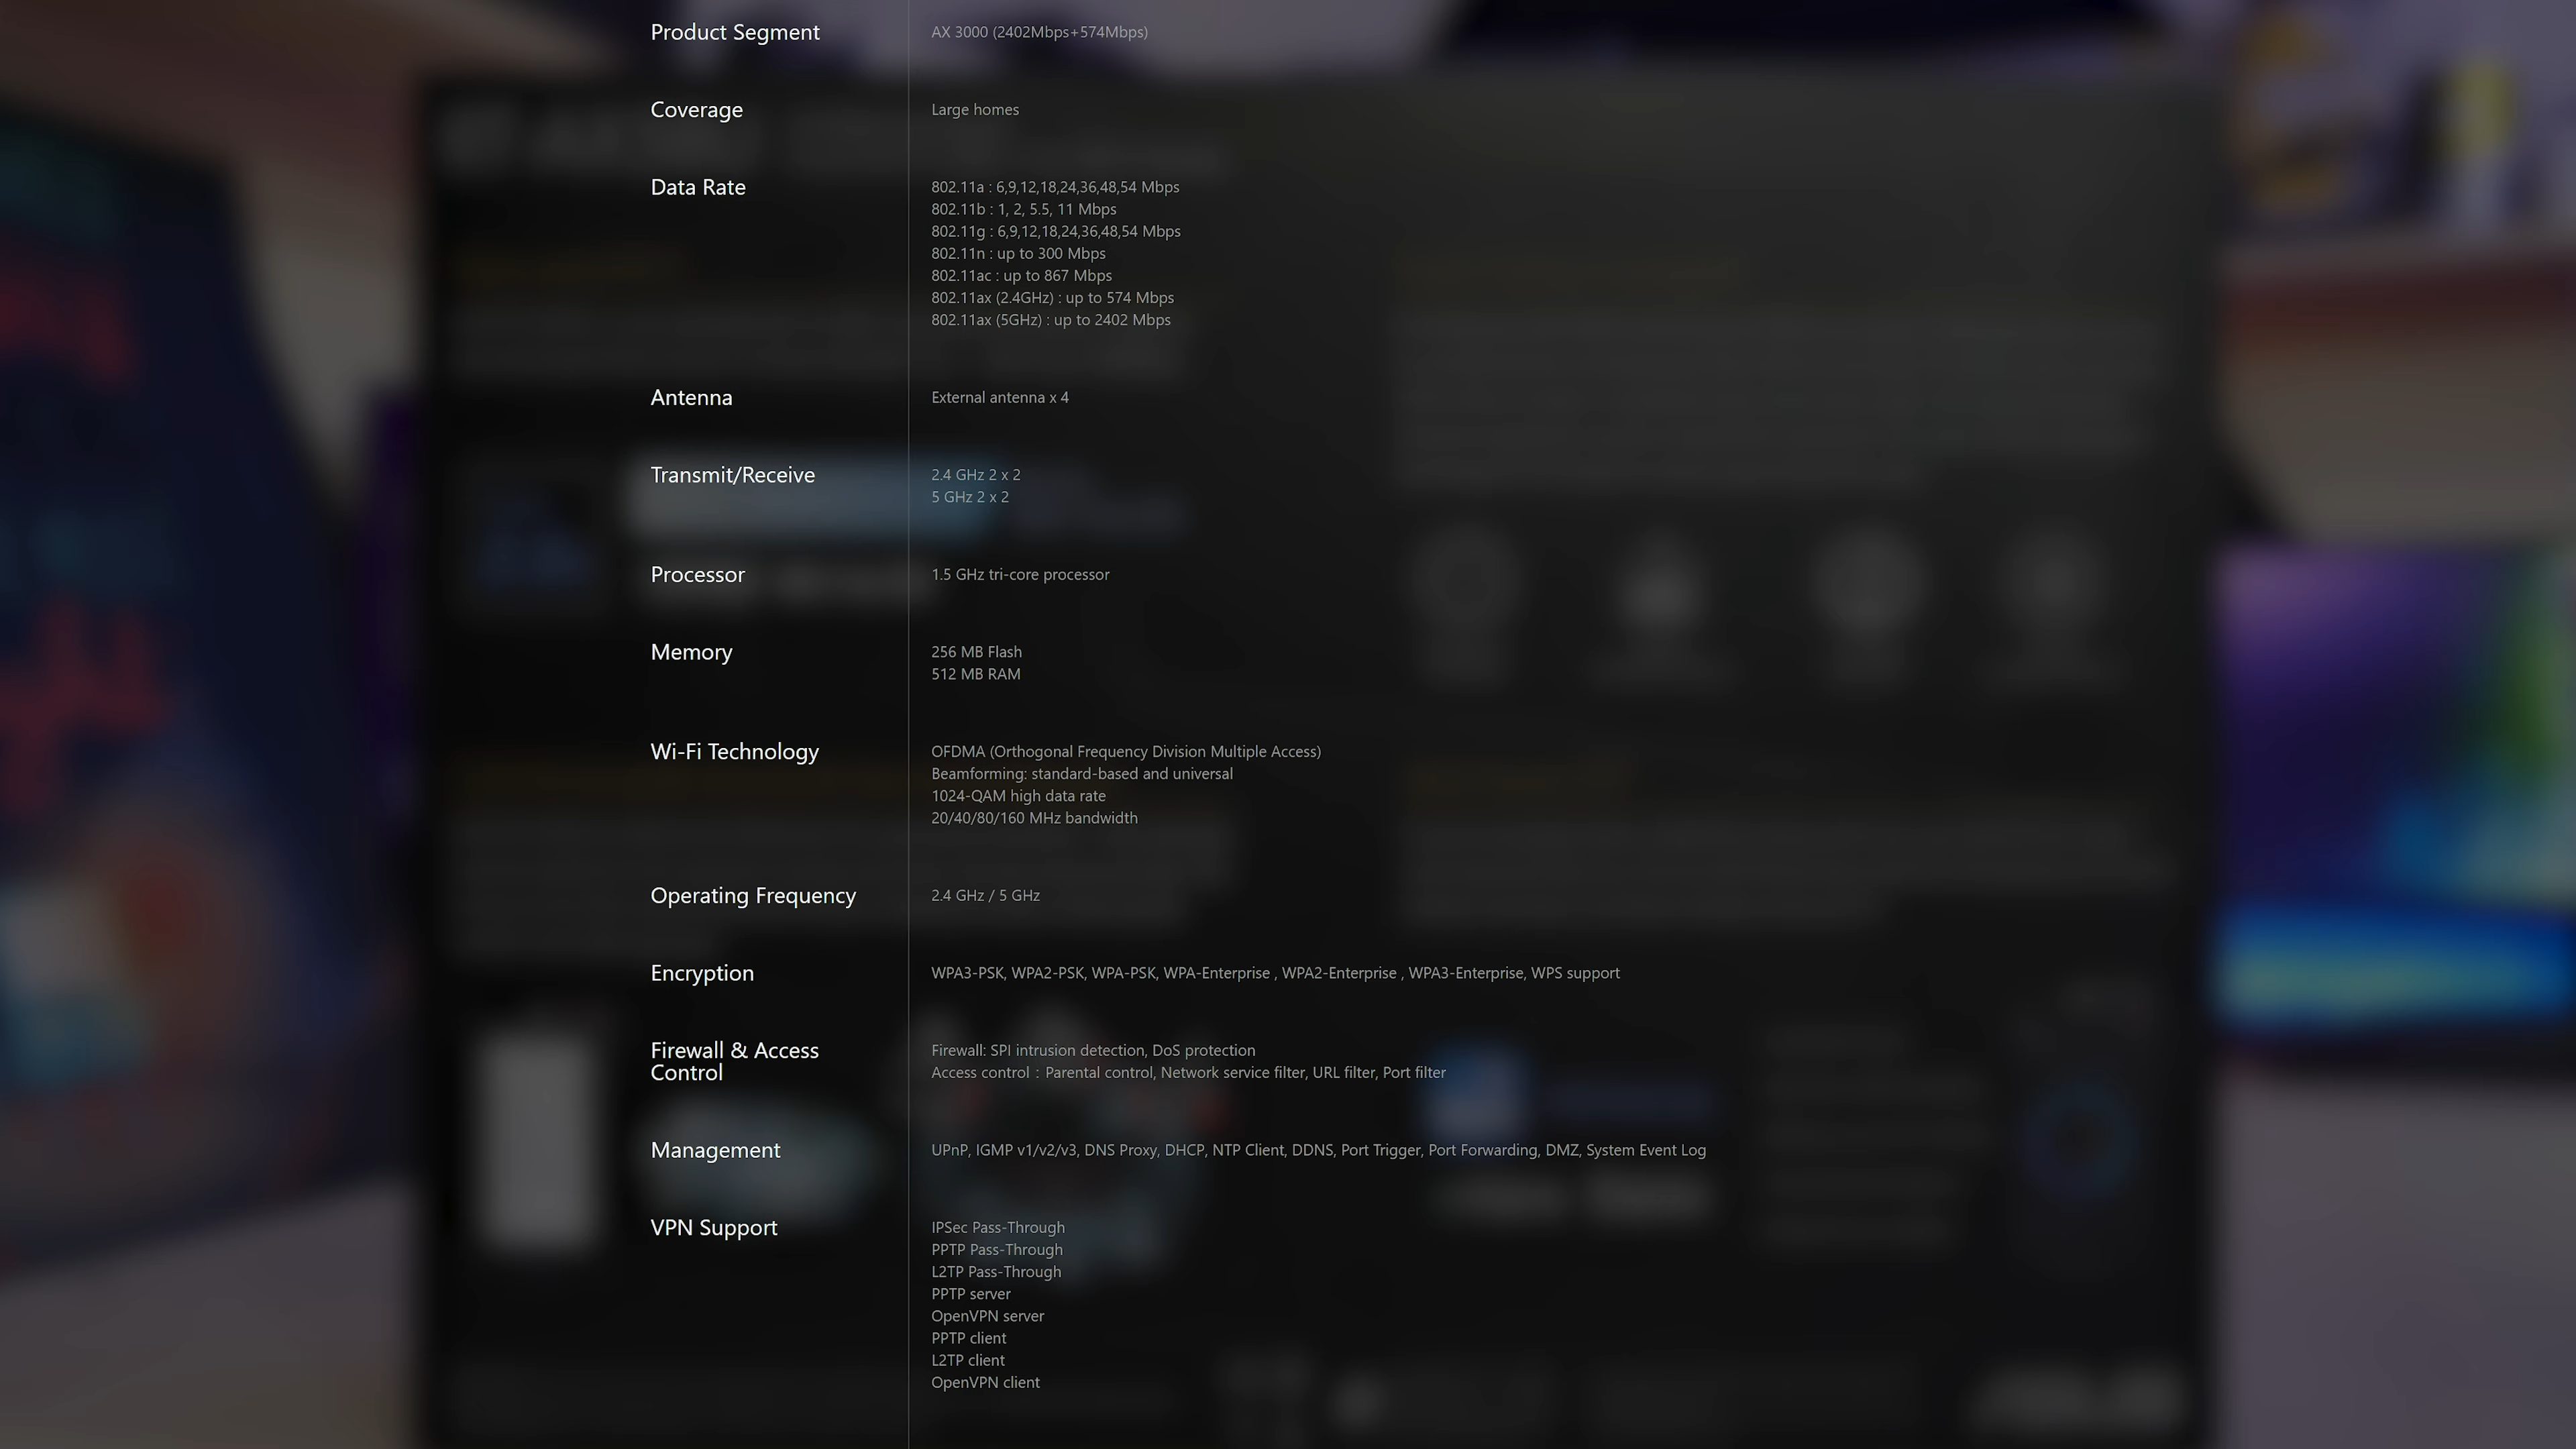 Product Segment
AX 3000 (2402Mbps+574Mbps)
Coverage
Large homes
Data Rate
802.11a : 6,9,12,18,24,36,48,54 Mbps
802.11b : 1, 2, 5.5, 11 Mbps
802.11g : 6,9,12,18,24,36,48,54 Mbps
802.11n : up to 300 Mbps
802.11ac : up to 867 Mbps
802.11ax (2.4GHz) : up to 574 Mbps
802.11ax (5GHz) : up to 2402 Mbps
Antenna
External antenna x 4
Transmit/Receive
2.4 GHz 2 x 2
5 GHz 2 x 2
Processor
1.5 GHz tri-core processor
Memory
256 MB Flash
512 MB RAM
Wi-Fi Technology
OFDMA (Orthogonal Frequency Division Multiple Access)
Beamforming: standard-based and universal
1024-QAM high data rate
20/40/80/160 MHz bandwidth
Operating Frequency
2.4 GHz / 5 GHz
Encryption
WPA3-PSK, WPA2-PSK, WPA-PSK, WPA-Enterprise , WPA2-Enterprise , WPA3-Enterprise, WPS support
Firewall & Access
Control
Firewall: SPI intrusion detection, DoS protection
Access control：Parental control, Network service filter, URL filter, Port filter
Management
UPnP, IGMP v1/v2/v3, DNS Proxy, DHCP, NTP Client, DDNS, Port Trigger, Port Forwarding, DMZ, System Event Log
VPN Support
IPSec Pass-Through
PPTP Pass-Through
L2TP Pass-Through
PPTP server
OpenVPN server
PPTP client
L2TP client
OpenVPN client